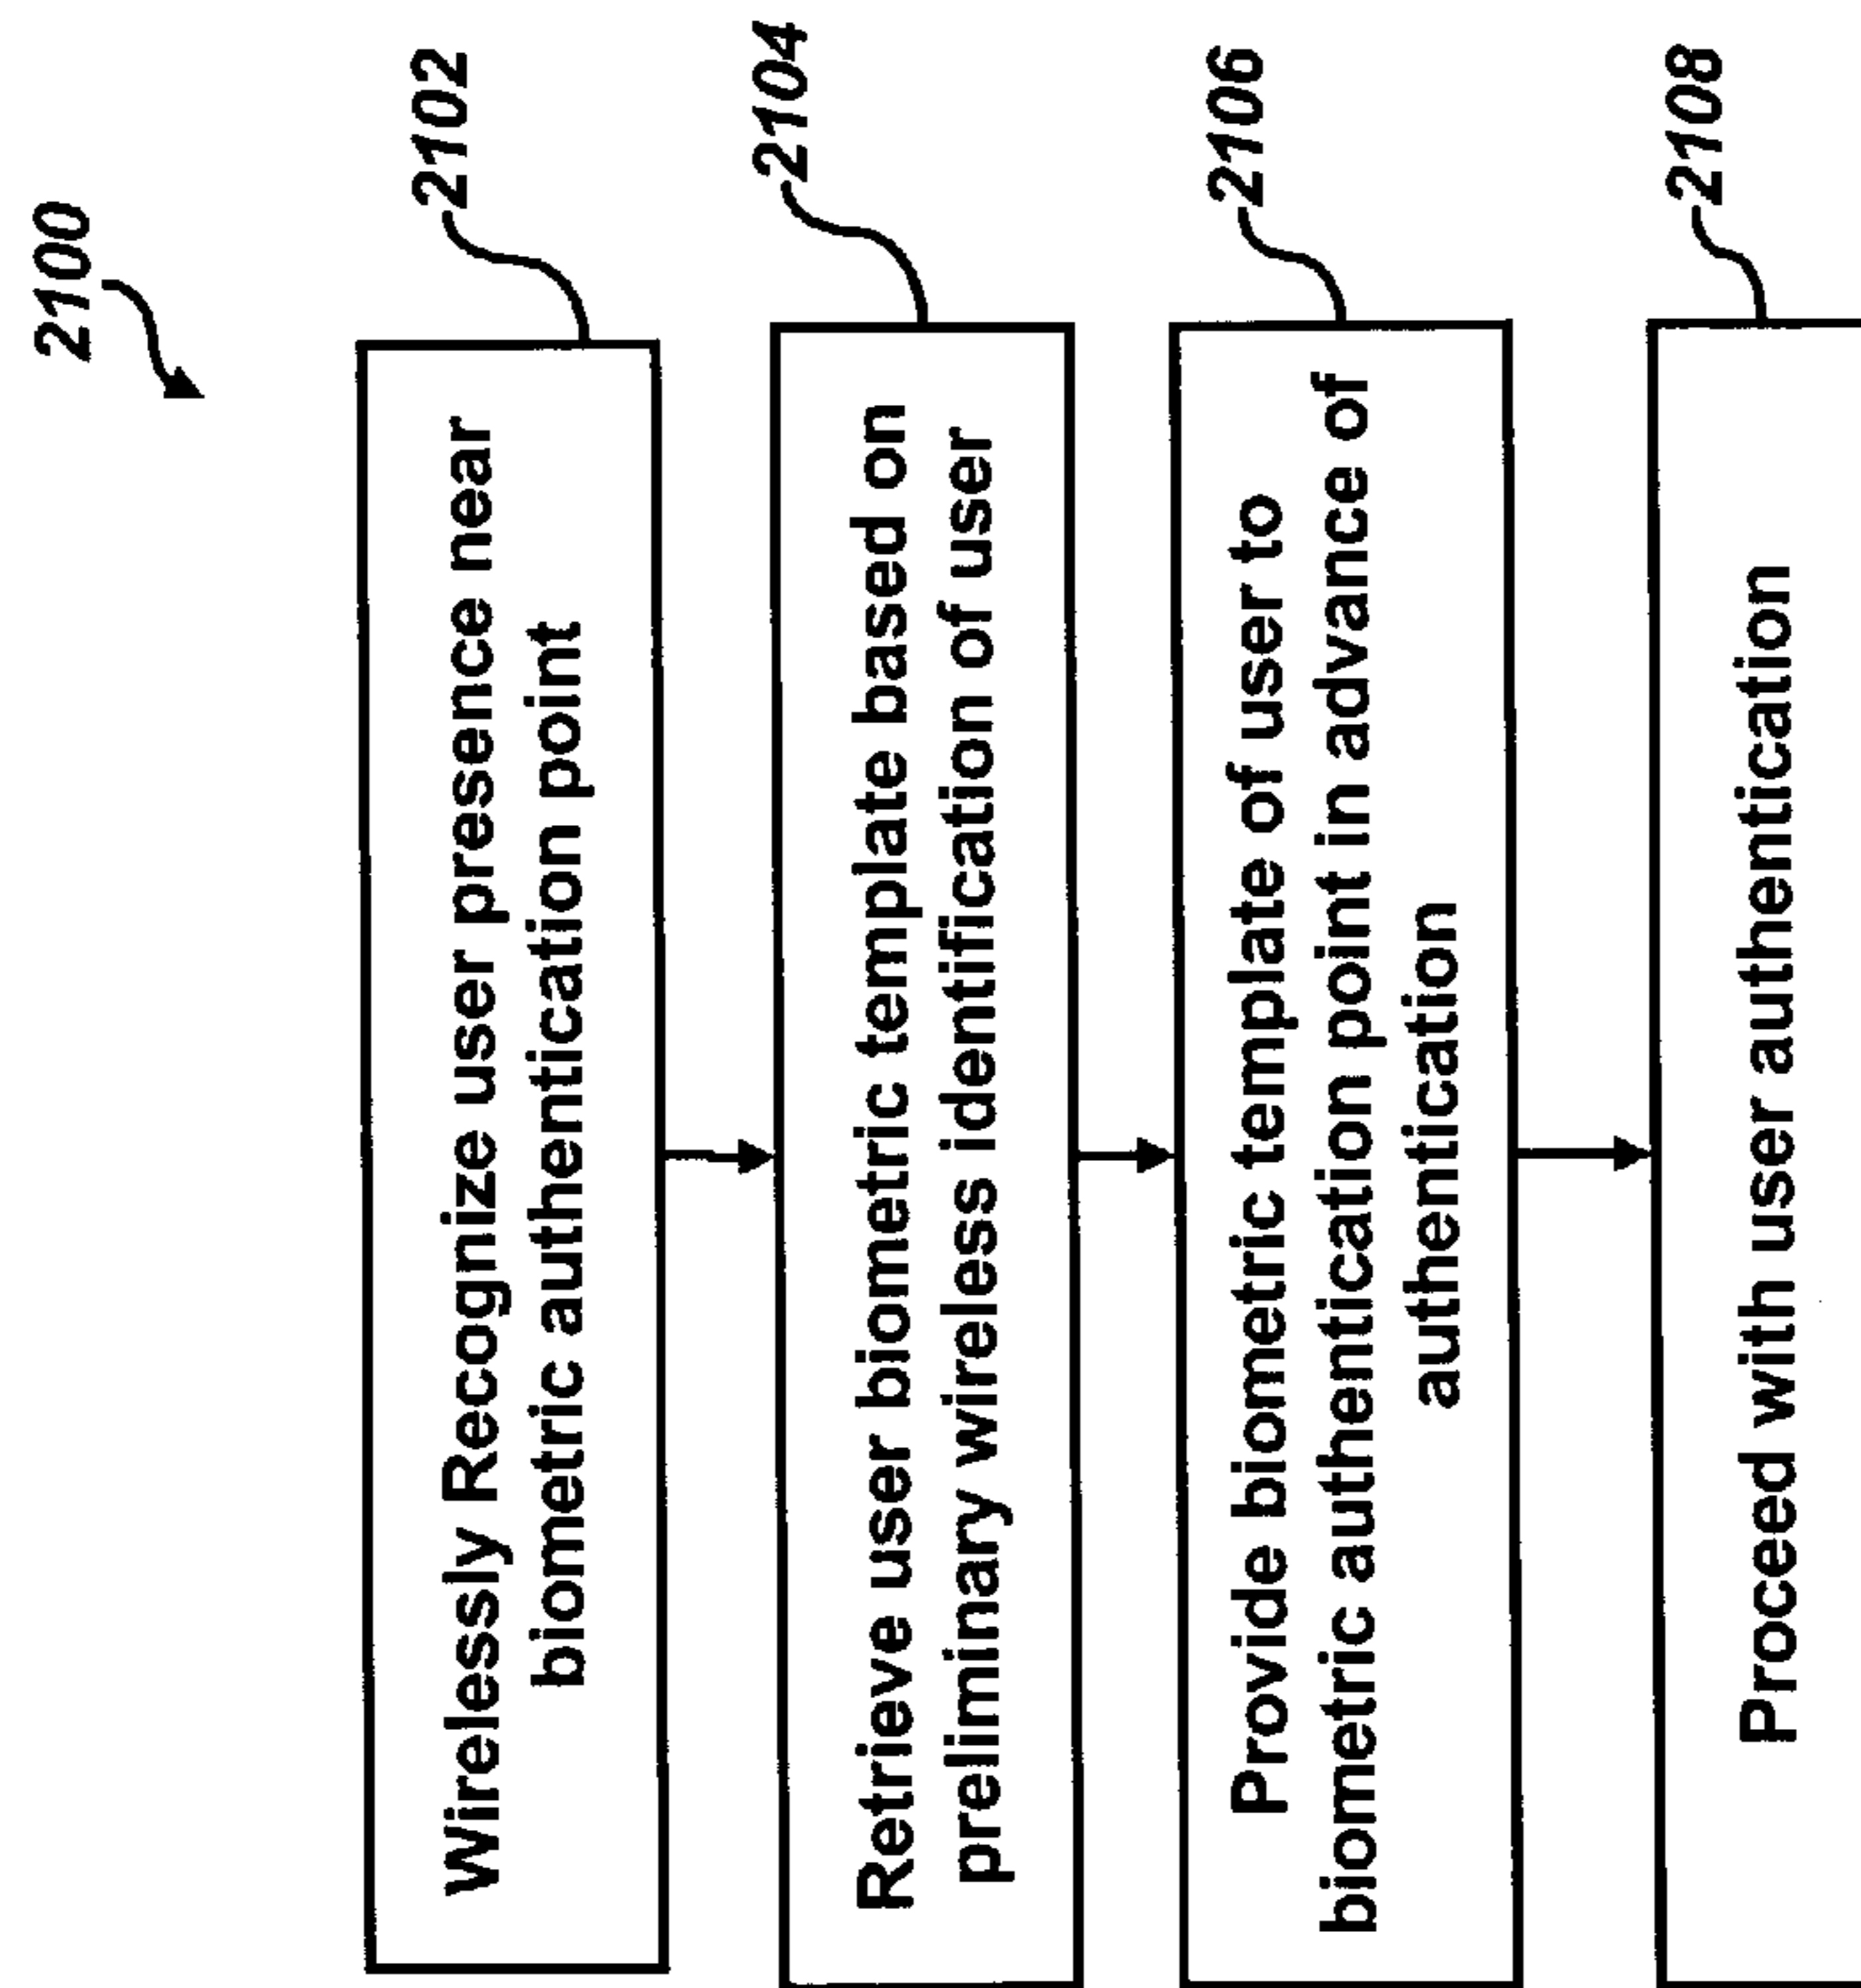 2100
2102
Wirelessly Recognize user presence near
biometric authentication point
2104
Retrieve user biometric template based on
preliminary wireless identification of user
2106
Provide biometric template of user to
biometric authentication point in advance of
authentication
2108
Proceed with user authentication